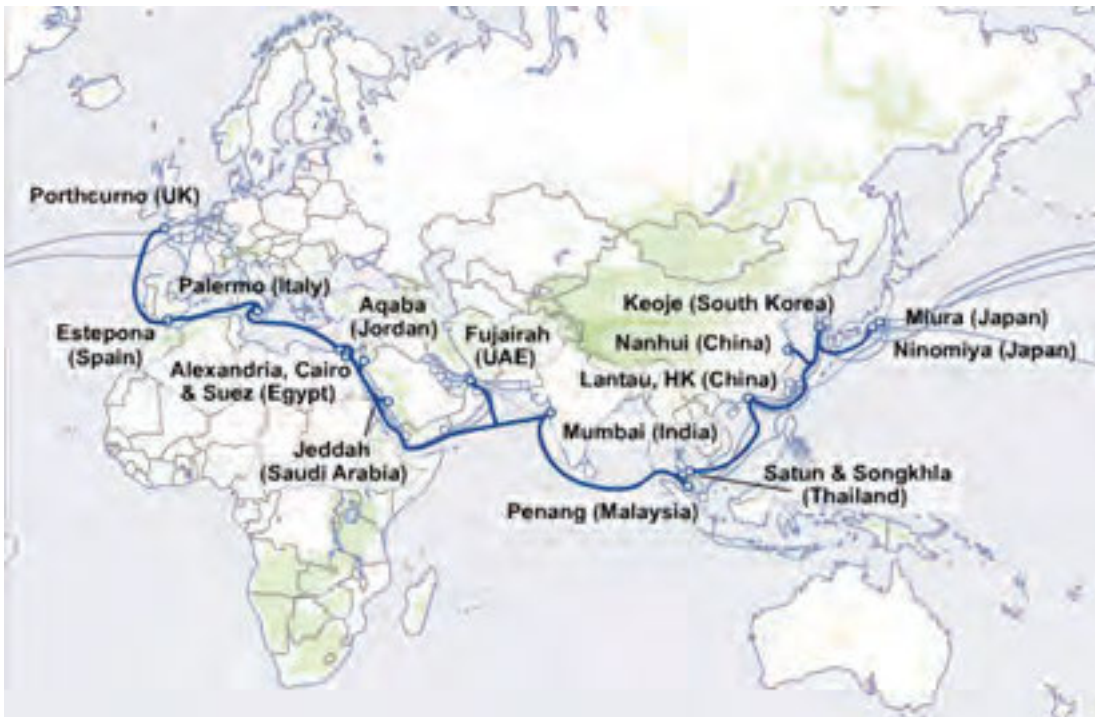 Porthcurno (UK)
Palermo (Italy)
Estepona
(Spain)
Aqaba
(Jordan)
Fujairah
(UAE)
Alexandria, Cairo
& Suez (Egypt)
Jeddah
(Saudi Arabia)
Keoje (South Korea)
Nanhui (China)
Lantau, HK (China)
Miura (Japan)
Ninomiya (Japan)
Mumbai (India)
Satun & Songkhla
(Thailand)
Penang (Malaysia)